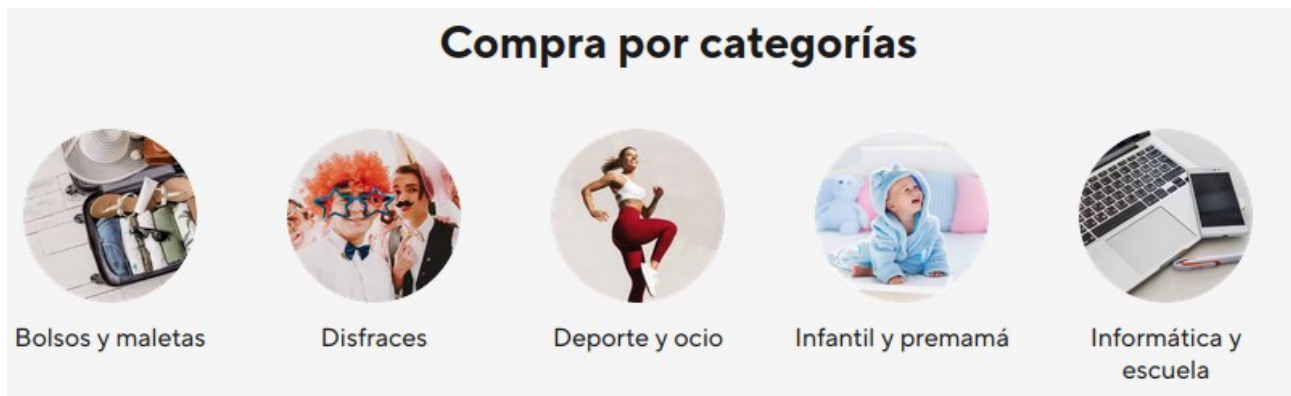 Compra por categorías
Bolsos y maletas
Disfraces
Deporte y ocio
Infantil y premamá
Informática y
escuela